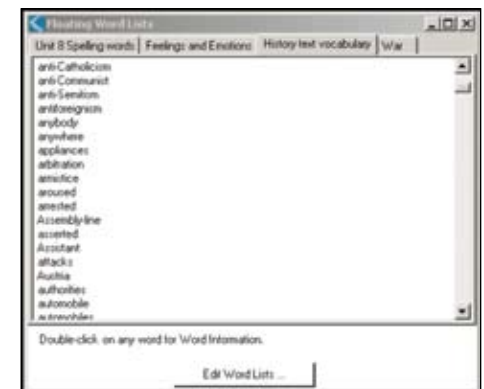 Floating Word Lists
Unit 8 Spelling words Feelings and Emotions History text vocabulary War
anti-Catholicism
anti-Communist
anti-Semitism
antiforeignism
anybody
anywhere
appliances
arbitration
armistice
aroused
arrested
Assembly-line
asserted
Assistant
attacks
Austria
authorities
automobile
automobiles
Double-click on any word for Word Information.
Edit Word Lists ...